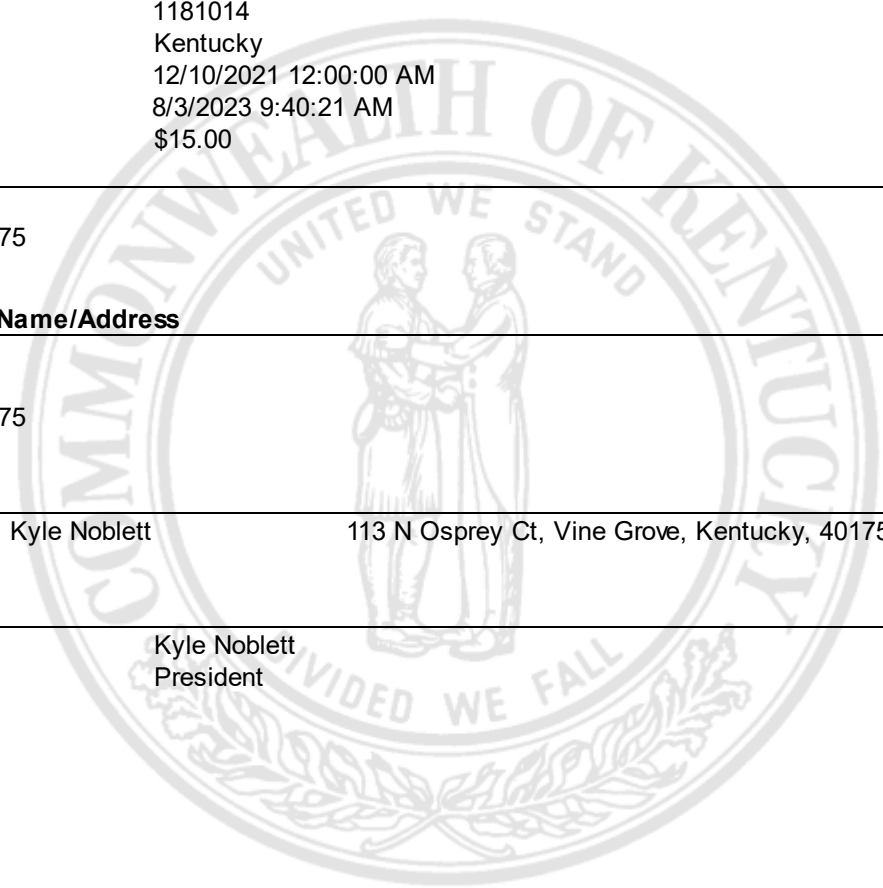 1181014
Kentucky
12/10/2021 12:00:00 AM
8/3/2023 9:40:21 AM
$15.00
75
Name/Address
75
Kyle Noblett 113 N Osprey Ct, Vine Grove, Kentucky, 40175
Kyle Noblett
President
COMMONWEALTH OF KENTUCKY
UNITED WE STAND
DIVIDED WE FALL